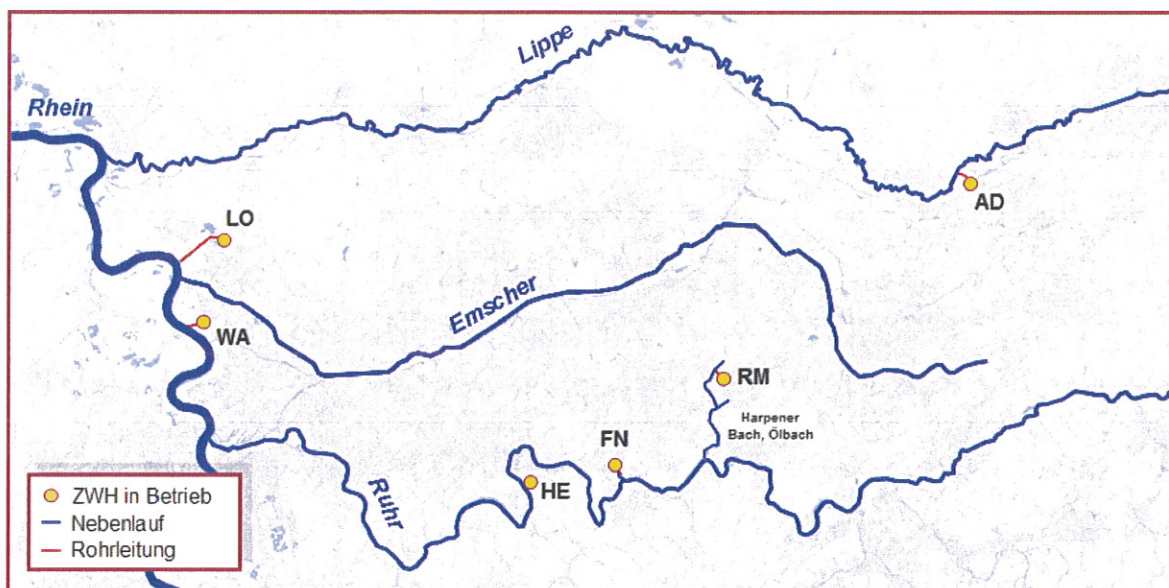 Lippe
Rhein
LO
AD
Emscher
WA
RM
Harpener
Bach, Ölbach
FN
HE
Ruhr
ZWH in Betrieb
Nebenlauf
Rohrleitung